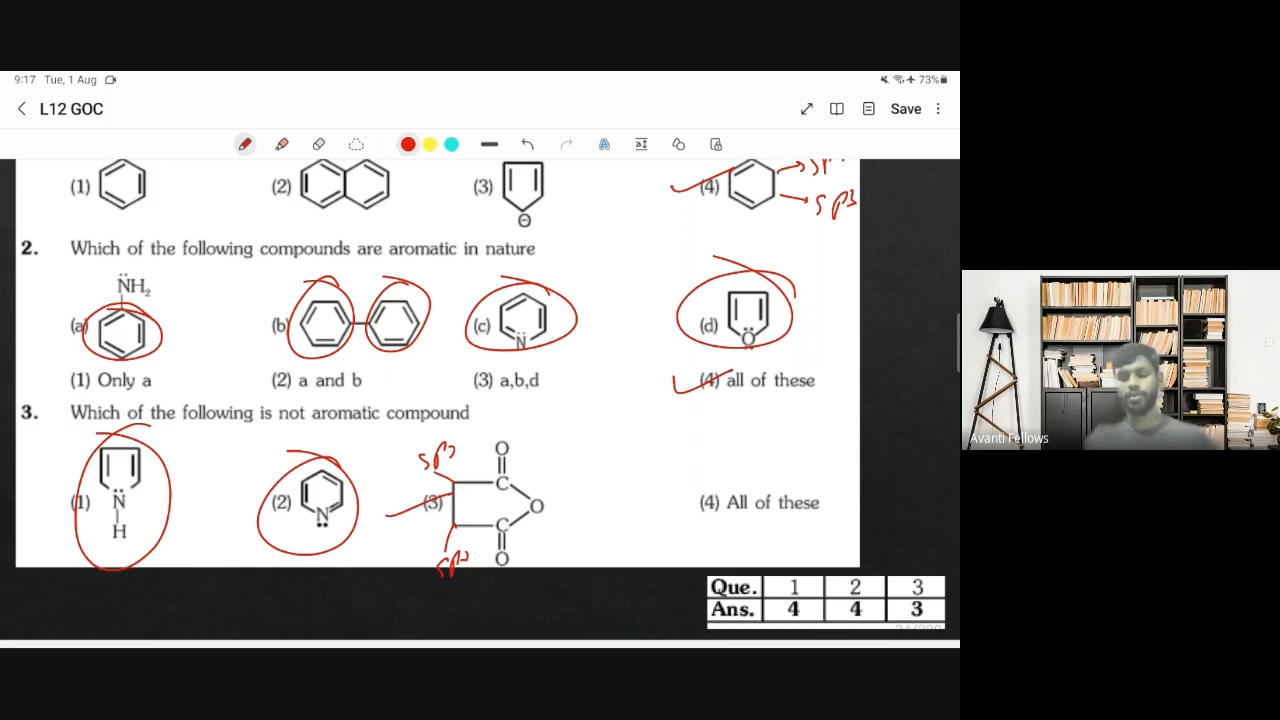 9:17 Tue, 1 Aug 73%
L12 GOC Save
(1) (2) (3) (4)
⊖
sp3
2. Which of the following compounds are aromatic in nature
N̈H₂
(a) (b) (c) N̈ (d) Ö
(1) Only a (2) a and b (3) a,b,d (4) all of these
3. Which of the following is not aromatic compound
sp3 O
C
(1) N̈ (2) N̈ (3) O (4) All of these
H
C
sp3 O
Que. 1 2 3
Ans. 4 4 3
Avanti Fellows